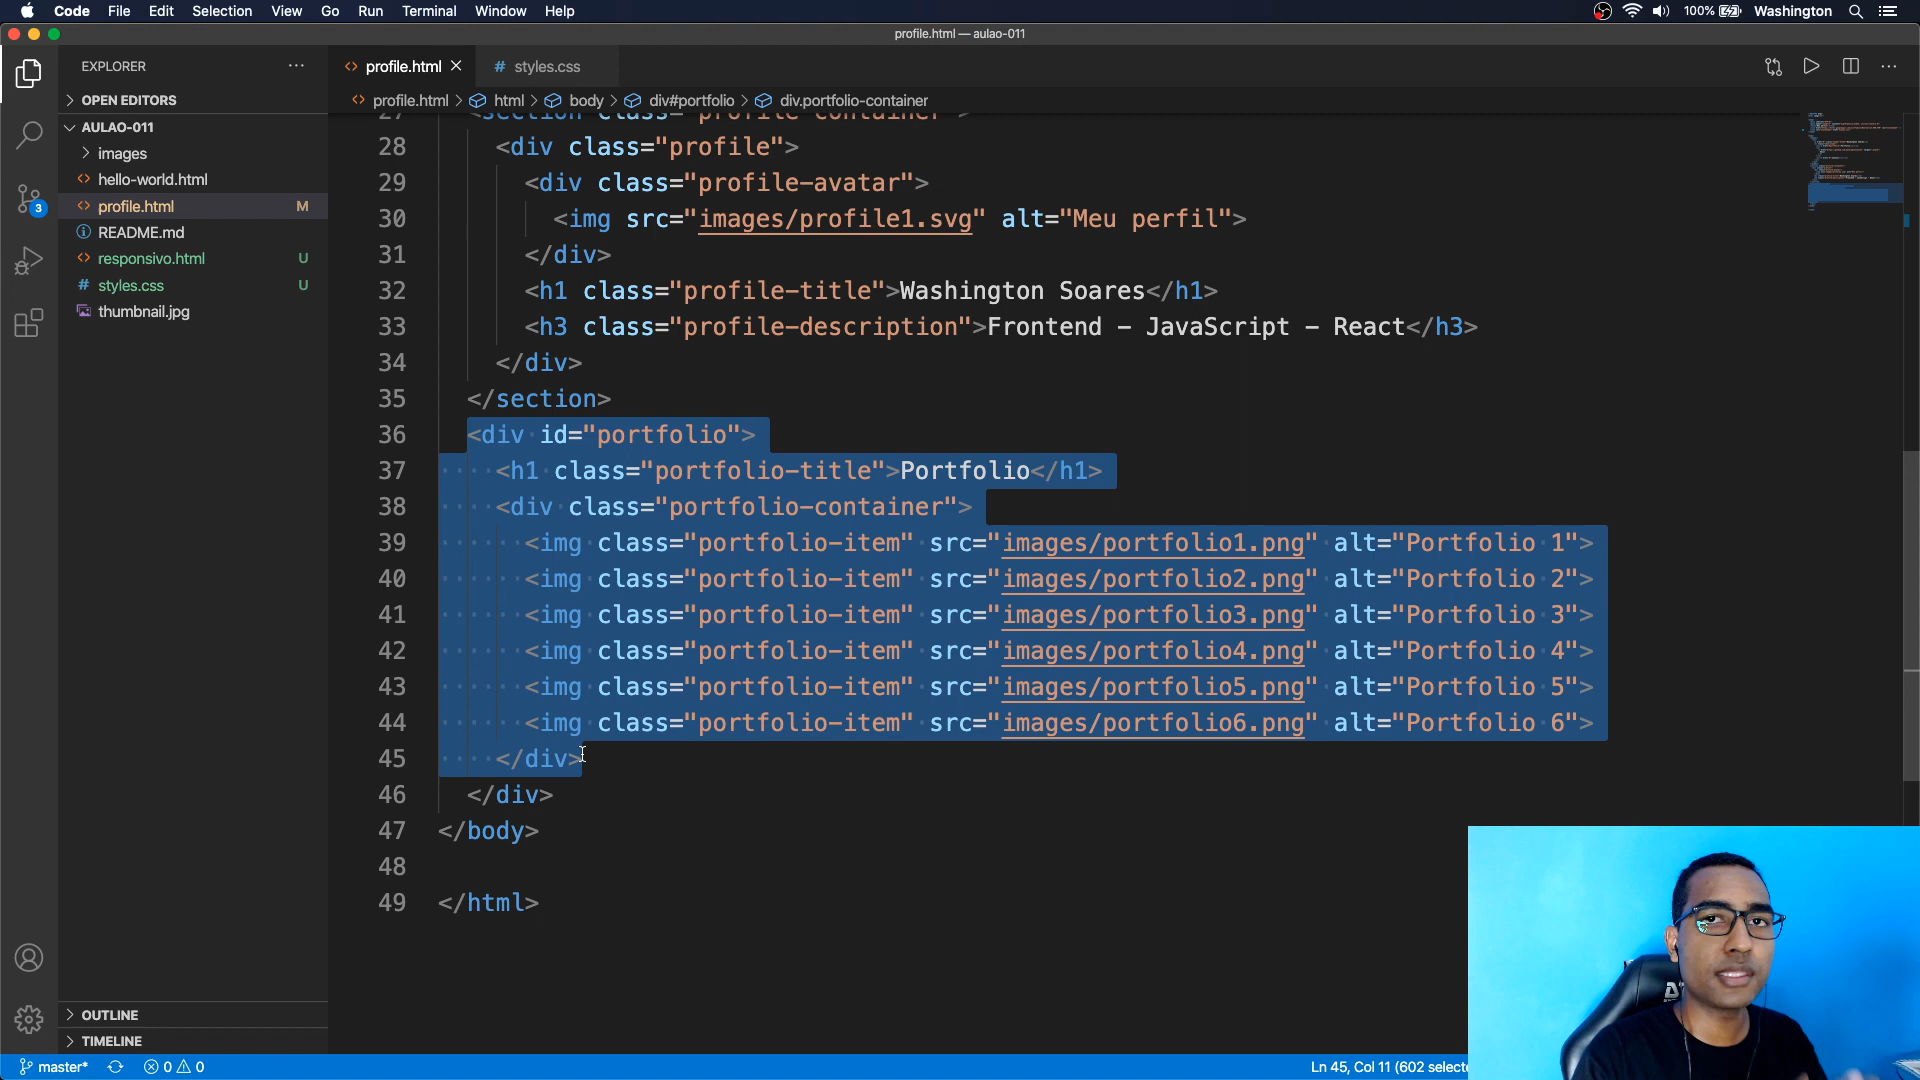 Code File Edit Selection View Go Run Terminal Window Help 100% Washington
profile.html — aulao-011
EXPLORER
OPEN EDITORS
AULAO-011
images
hello-world.html
profile.html M
README.md
responsivo.html U
styles.css U
thumbnail.jpg
OUTLINE
TIMELINE
3
profile.html styles.css
profile.html > html > body > div#portfolio > div.portfolio-container
27 <section class="profile-container">
28 <div class="profile">
29 <div class="profile-avatar">
30 <img src="images/profile1.svg" alt="Meu perfil">
31 </div>
32 <h1 class="profile-title">Washington Soares</h1>
33 <h3 class="profile-description">Frontend – JavaScript – React</h3>
34 </div>
35 </section>
36 <div id="portfolio">
37 <h1 class="portfolio-title">Portfolio</h1>
38 <div class="portfolio-container">
39 <img class="portfolio-item" src="images/portfolio1.png" alt="Portfolio 1">
40 <img class="portfolio-item" src="images/portfolio2.png" alt="Portfolio 2">
41 <img class="portfolio-item" src="images/portfolio3.png" alt="Portfolio 3">
42 <img class="portfolio-item" src="images/portfolio4.png" alt="Portfolio 4">
43 <img class="portfolio-item" src="images/portfolio5.png" alt="Portfolio 5">
44 <img class="portfolio-item" src="images/portfolio6.png" alt="Portfolio 6">
45 </div>
46 </div>
47 </body>
48
49 </html>
master* 0 0 Ln 45, Col 11 (602 selecte